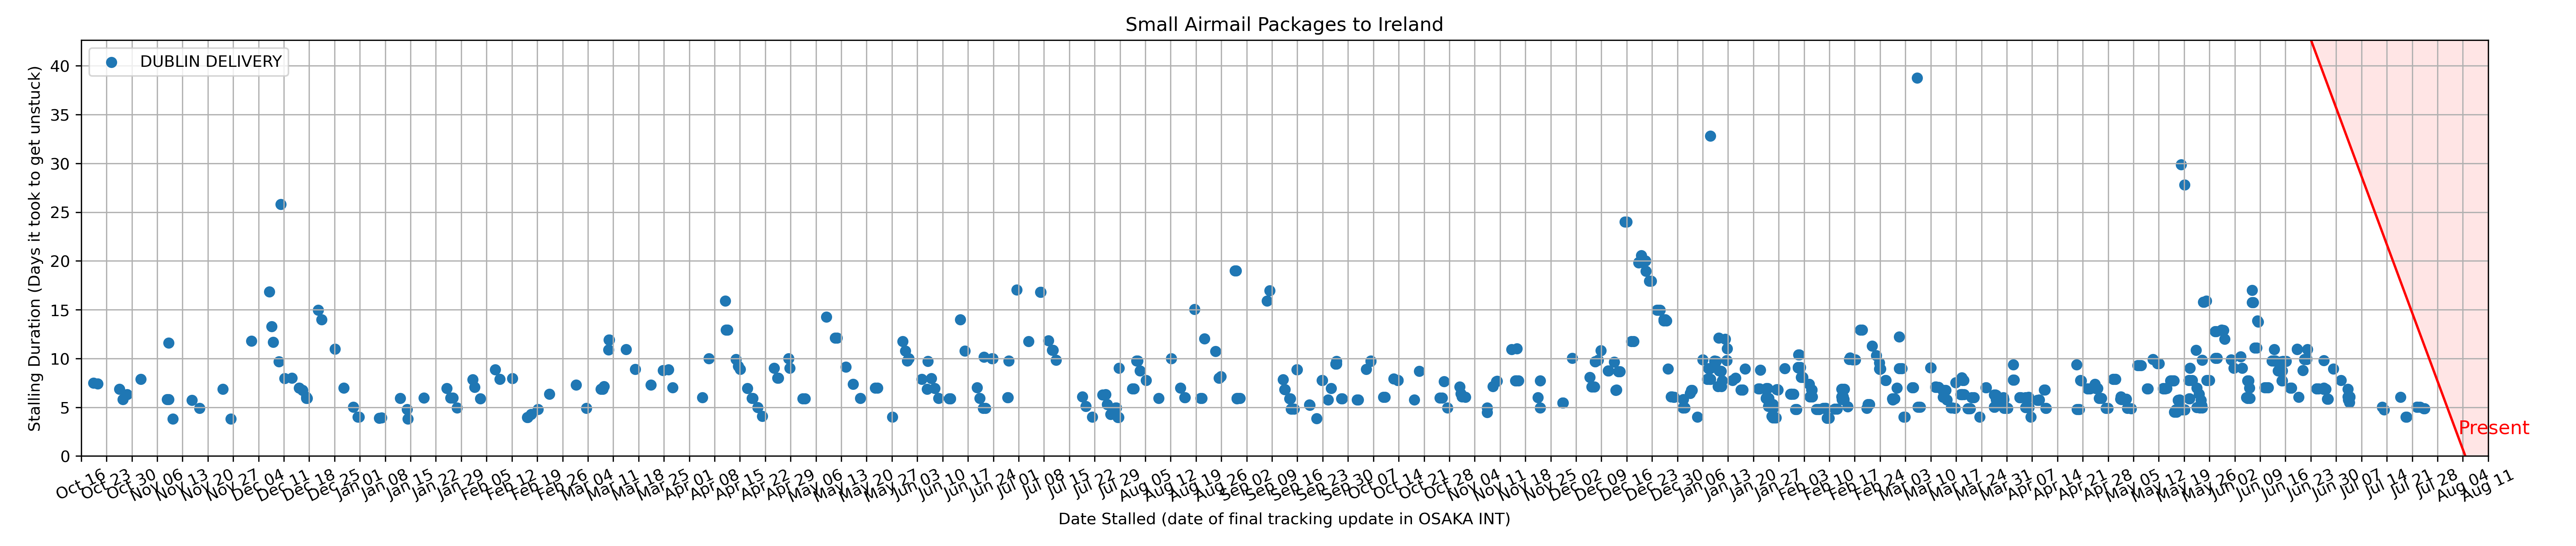 Small Airmail Packages to Ireland
DUBLIN DELIVERY
Stalling Duration (Days it took to get unstuck)
40
35
30
25
20
15
10
5
0
Present
Oct 16 Oct 23 Oct 30 Nov 06 Nov 13 Nov 20 Nov 27 Dec 04 Dec 11 Dec 18 Dec 25 Jan 01 Jan 08 Jan 15 Jan 22 Jan 29 Feb 05 Feb 12 Feb 19 Feb 26 Mar 04 Mar 11 Mar 18 Mar 25 Apr 01 Apr 08 Apr 15 Apr 22 Apr 29 May 06 May 13 May 20 May 27 Jun 03 Jun 10 Jun 17 Jun 24 Jul 01 Jul 08 Jul 15 Jul 22 Jul 29 Aug 05 Aug 12 Aug 19 Aug 26 Sep 02 Sep 09 Sep 16 Sep 23 Sep 30 Oct 07 Oct 14 Oct 21 Oct 28 Nov 04 Nov 11 Nov 18 Nov 25 Dec 02 Dec 09 Dec 16 Dec 23 Dec 30 Jan 06 Jan 13 Jan 20 Jan 27 Feb 03 Feb 10 Feb 17 Feb 24 Mar 03 Mar 10 Mar 17 Mar 24 Mar 31 Apr 07 Apr 14 Apr 21 Apr 28 May 05 May 12 May 19 May 26 Jun 02 Jun 09 Jun 16 Jun 23 Jun 30 Jul 07 Jul 14 Jul 21 Jul 28 Aug 04 Aug 11
Date Stalled (date of final tracking update in OSAKA INT)